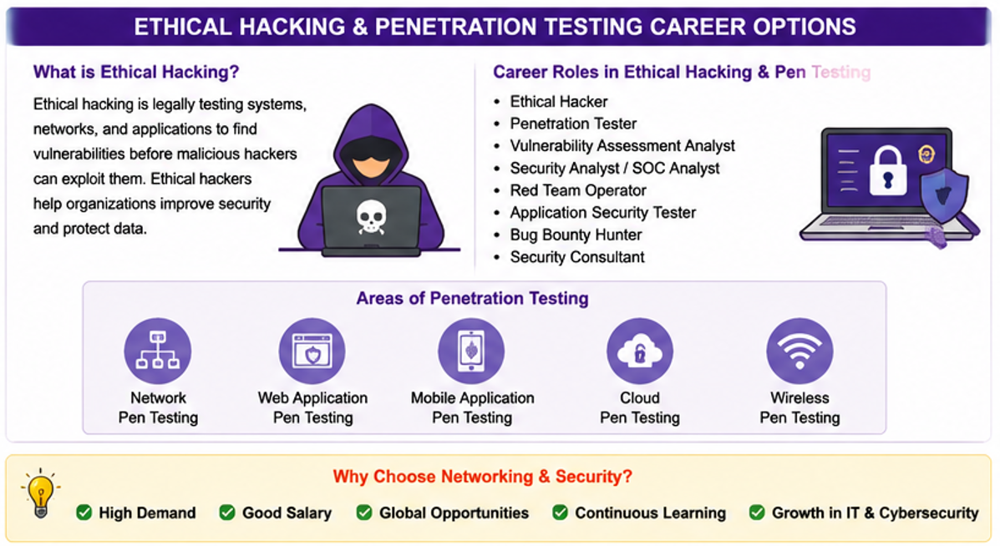 ETHICAL HACKING & PENETRATION TESTING CAREER OPTIONS
What is Ethical Hacking?
Ethical hacking is legally testing systems,
networks, and applications to find
vulnerabilities before malicious hackers
can exploit them. Ethical hackers
help organizations improve security
and protect data.
Career Roles in Ethical Hacking & Pen Testing
• Ethical Hacker
• Penetration Tester
• Vulnerability Assessment Analyst
• Security Analyst / SOC Analyst
• Red Team Operator
• Application Security Tester
• Bug Bounty Hunter
• Security Consultant
Areas of Penetration Testing
Network
Pen Testing
Web Application
Pen Testing
Mobile Application
Pen Testing
Cloud
Pen Testing
Wireless
Pen Testing
Why Choose Networking & Security?
High Demand
Good Salary
Global Opportunities
Continuous Learning
Growth in IT & Cybersecurity